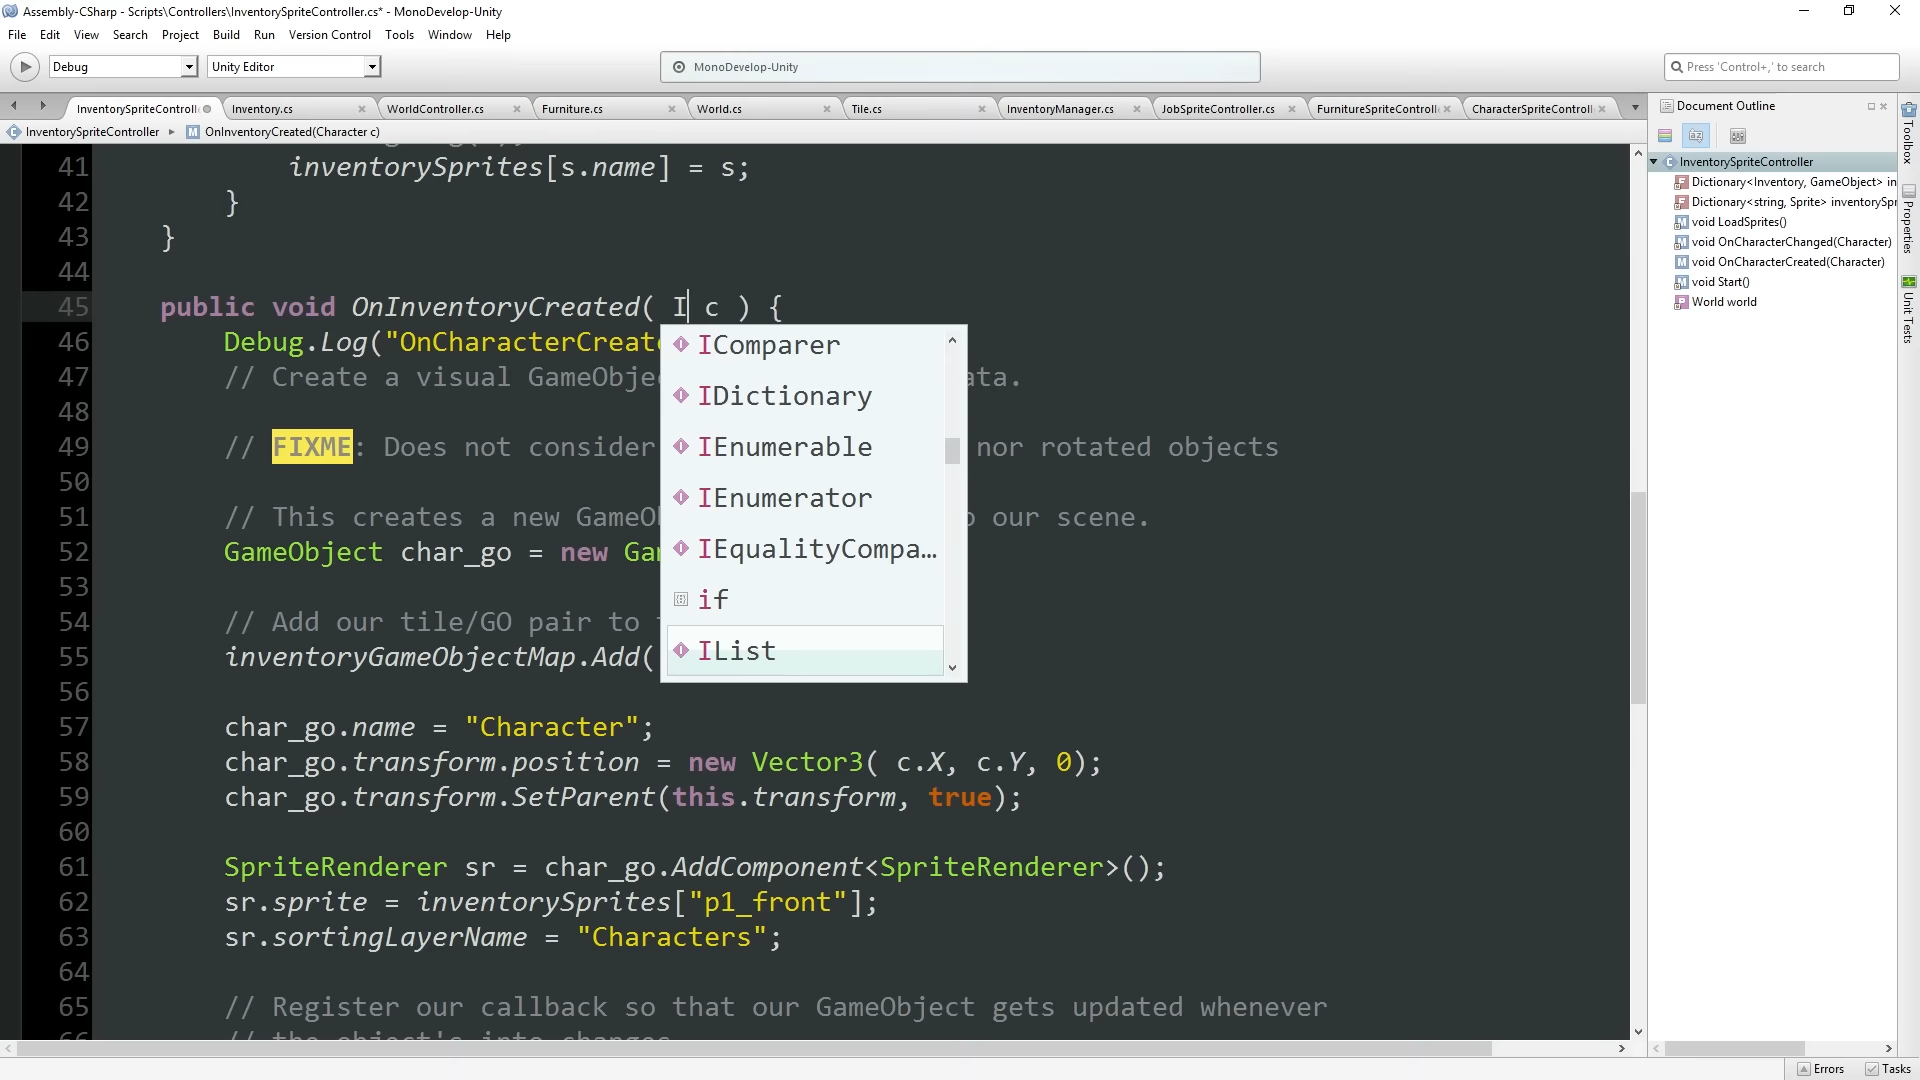 Assembly-CSharp - Scripts\Controllers\InventorySpriteController.cs* - MonoDevelop-Unity
File Edit View Search Project Build Run Version Control Tools Window Help
Debug Unity Editor MonoDevelop-Unity Press 'Control+,' to search
InventorySpriteControll Inventory.cs WorldController.cs Furniture.cs World.cs Tile.cs InventoryManager.cs JobSpriteController.cs FurnitureSpriteControll CharacterSpriteControll
InventorySpriteController OnInventoryCreated(Character c)
41 inventorySprites[s.name] = s;
42 }
43 }
44
45 public void OnInventoryCreated( I c ) {
46 Debug.Log("OnCharacterCreate
47 // Create a visual GameObjec ata.
48
49 // FIXME: Does not consider nor rotated objects
50
51 // This creates a new GameOb o our scene.
52 GameObject char_go = new Gam
53
54 // Add our tile/GO pair to
55 inventoryGameObjectMap.Add(
56
57 char_go.name = "Character";
58 char_go.transform.position = new Vector3( c.X, c.Y, 0);
59 char_go.transform.SetParent(this.transform, true);
60
61 SpriteRenderer sr = char_go.AddComponent<SpriteRenderer>();
62 sr.sprite = inventorySprites["p1_front"];
63 sr.sortingLayerName = "Characters";
64
65 // Register our callback so that our GameObject gets updated whenever
// the object's into changes
IComparer
IDictionary
IEnumerable
IEnumerator
IEqualityCompa…
if
IList
Document Outline
InventorySpriteController
Dictionary<Inventory, GameObject> in
Dictionary<string, Sprite> inventorySpr
void LoadSprites()
void OnCharacterChanged(Character)
void OnCharacterCreated(Character)
void Start()
World world
Toolbox
Properties
Unit Tests
Errors Tasks